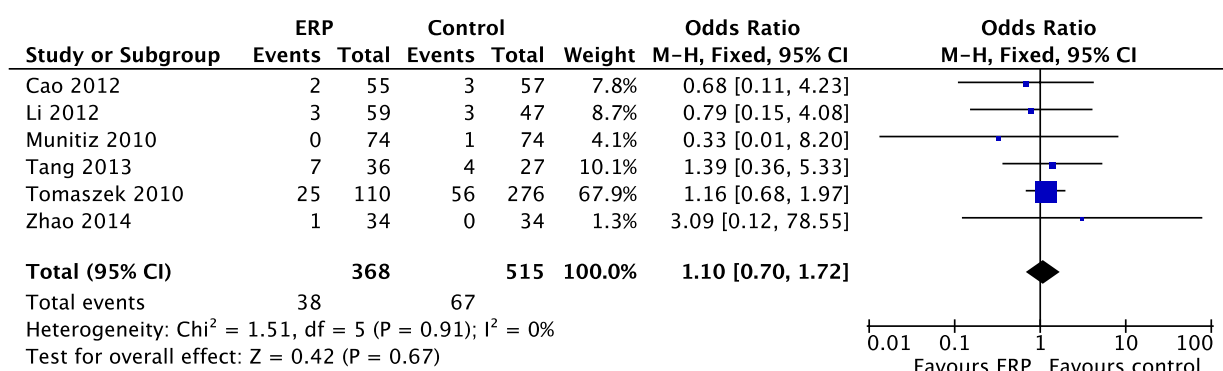 ERP Control Odds Ratio Odds Ratio
Study or Subgroup Events Total Events Total Weight M-H, Fixed, 95% CI M-H, Fixed, 95% CI
Cao 2012 2 55 3 57 7.8% 0.68 [0.11, 4.23]
Li 2012 3 59 3 47 8.7% 0.79 [0.15, 4.08]
Munitiz 2010 0 74 1 74 4.1% 0.33 [0.01, 8.20]
Tang 2013 7 36 4 27 10.1% 1.39 [0.36, 5.33]
Tomaszek 2010 25 110 56 276 67.9% 1.16 [0.68, 1.97]
Zhao 2014 1 34 0 34 1.3% 3.09 [0.12, 78.55]
Total (95% CI) 368 515 100.0% 1.10 [0.70, 1.72]
Total events 38 67
Heterogeneity: Chi² = 1.51, df = 5 (P = 0.91); I² = 0%
Test for overall effect: Z = 0.42 (P = 0.67)
0.01 0.1 1 10 100
Favours ERP Favours control